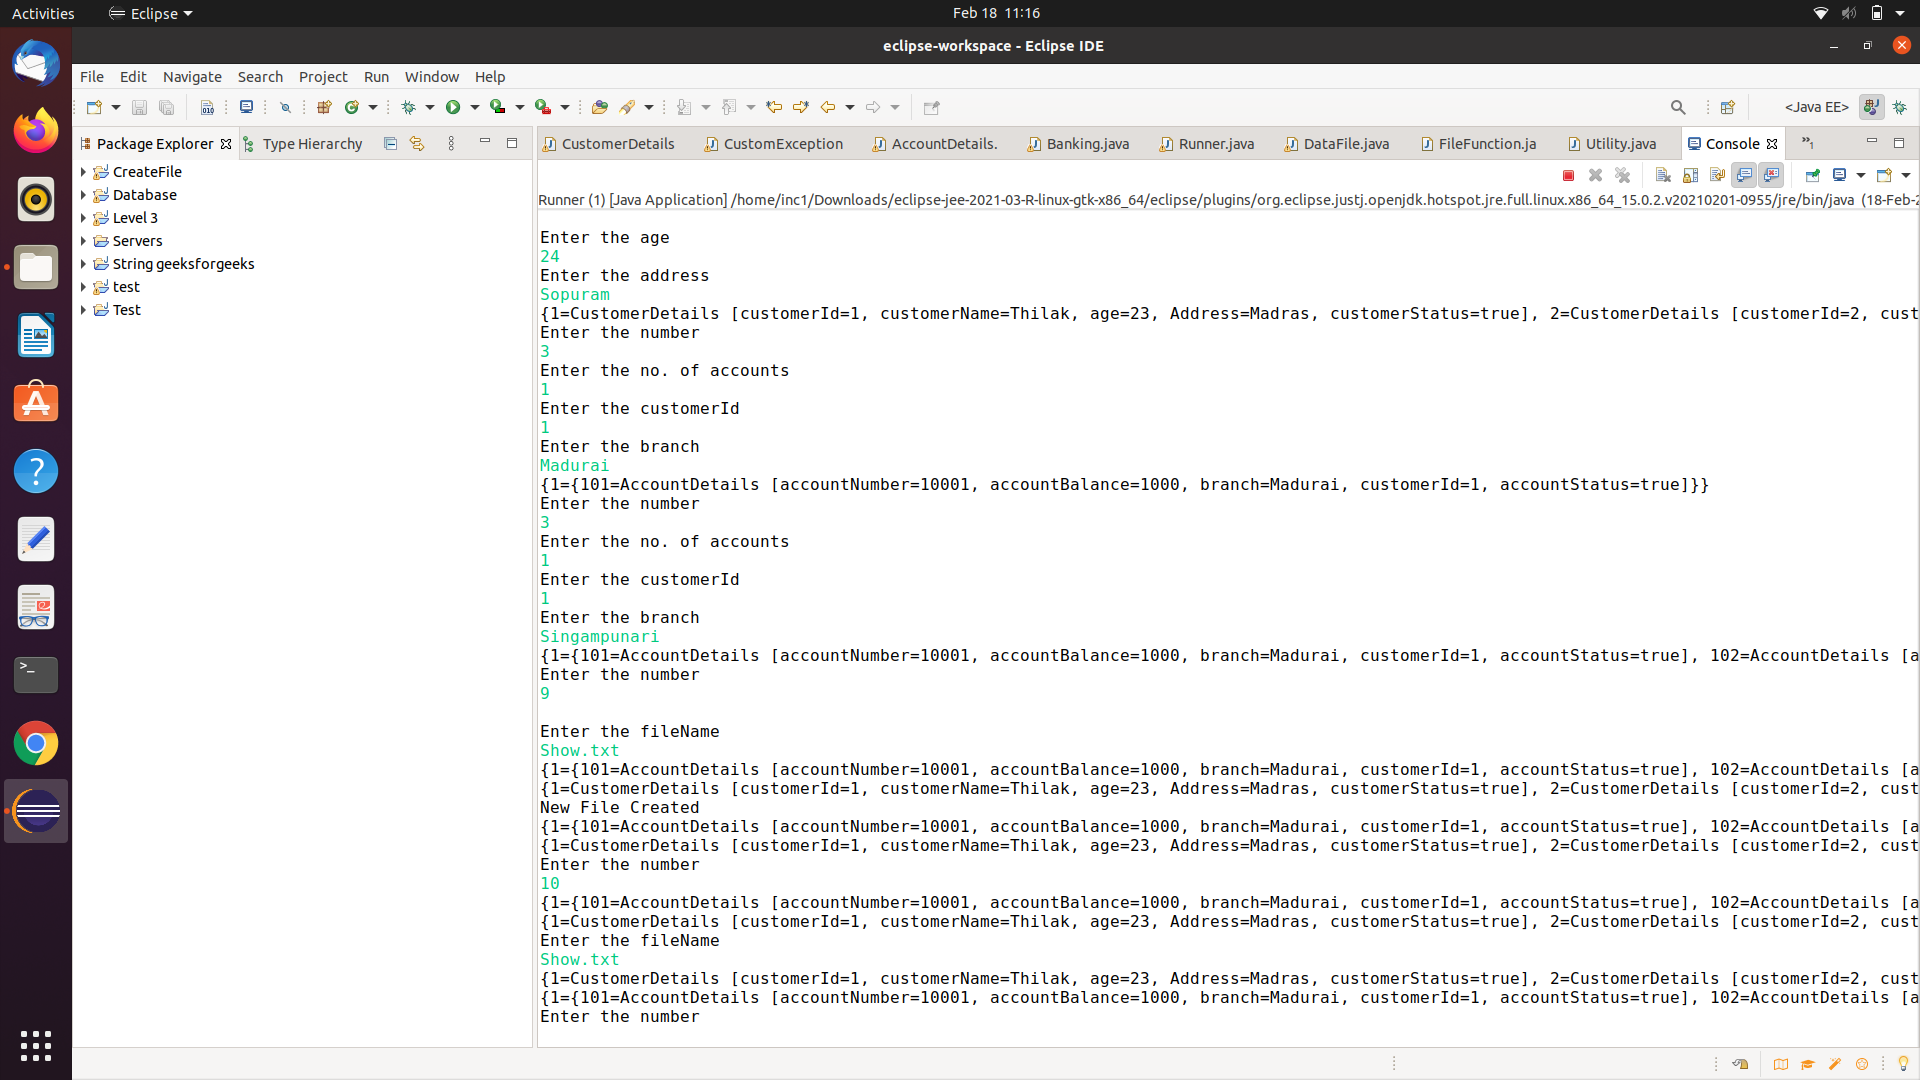 Activities
Eclipse
Feb 18 11:16
eclipse-workspace - Eclipse IDE
File Edit Navigate Search Project Run Window Help
<Java EE>
Package Explorer
Type Hierarchy
CreateFile
Database
Level 3
Servers
String geeksforgeeks
test
Test
CustomerDetails
CustomException
AccountDetails.
Banking.java
Runner.java
DataFile.java
FileFunction.ja
Utility.java
Console
»1
Runner (1) [Java Application] /home/inc1/Downloads/eclipse-jee-2021-03-R-linux-gtk-x86_64/eclipse/plugins/org.eclipse.justj.openjdk.hotspot.jre.full.linux.x86_64_15.0.2.v20210201-0955/jre/bin/java (18-Feb-2
Enter the age
24
Enter the address
Sopuram
{1=CustomerDetails [customerId=1, customerName=Thilak, age=23, Address=Madras, customerStatus=true], 2=CustomerDetails [customerId=2, cust
Enter the number
3
Enter the no. of accounts
1
Enter the customerId
1
Enter the branch
Madurai
{1={101=AccountDetails [accountNumber=10001, accountBalance=1000, branch=Madurai, customerId=1, accountStatus=true]}}
Enter the number
3
Enter the no. of accounts
1
Enter the customerId
1
Enter the branch
Singampunari
{1={101=AccountDetails [accountNumber=10001, accountBalance=1000, branch=Madurai, customerId=1, accountStatus=true], 102=AccountDetails [a
Enter the number
9
Enter the fileName
Show.txt
{1={101=AccountDetails [accountNumber=10001, accountBalance=1000, branch=Madurai, customerId=1, accountStatus=true], 102=AccountDetails [a
{1=CustomerDetails [customerId=1, customerName=Thilak, age=23, Address=Madras, customerStatus=true], 2=CustomerDetails [customerId=2, cust
New File Created
{1={101=AccountDetails [accountNumber=10001, accountBalance=1000, branch=Madurai, customerId=1, accountStatus=true], 102=AccountDetails [a
{1=CustomerDetails [customerId=1, customerName=Thilak, age=23, Address=Madras, customerStatus=true], 2=CustomerDetails [customerId=2, cust
Enter the number
10
{1={101=AccountDetails [accountNumber=10001, accountBalance=1000, branch=Madurai, customerId=1, accountStatus=true], 102=AccountDetails [a
{1=CustomerDetails [customerId=1, customerName=Thilak, age=23, Address=Madras, customerStatus=true], 2=CustomerDetails [customerId=2, cust
Enter the fileName
Show.txt
{1=CustomerDetails [customerId=1, customerName=Thilak, age=23, Address=Madras, customerStatus=true], 2=CustomerDetails [customerId=2, cust
{1={101=AccountDetails [accountNumber=10001, accountBalance=1000, branch=Madurai, customerId=1, accountStatus=true], 102=AccountDetails [a
Enter the number